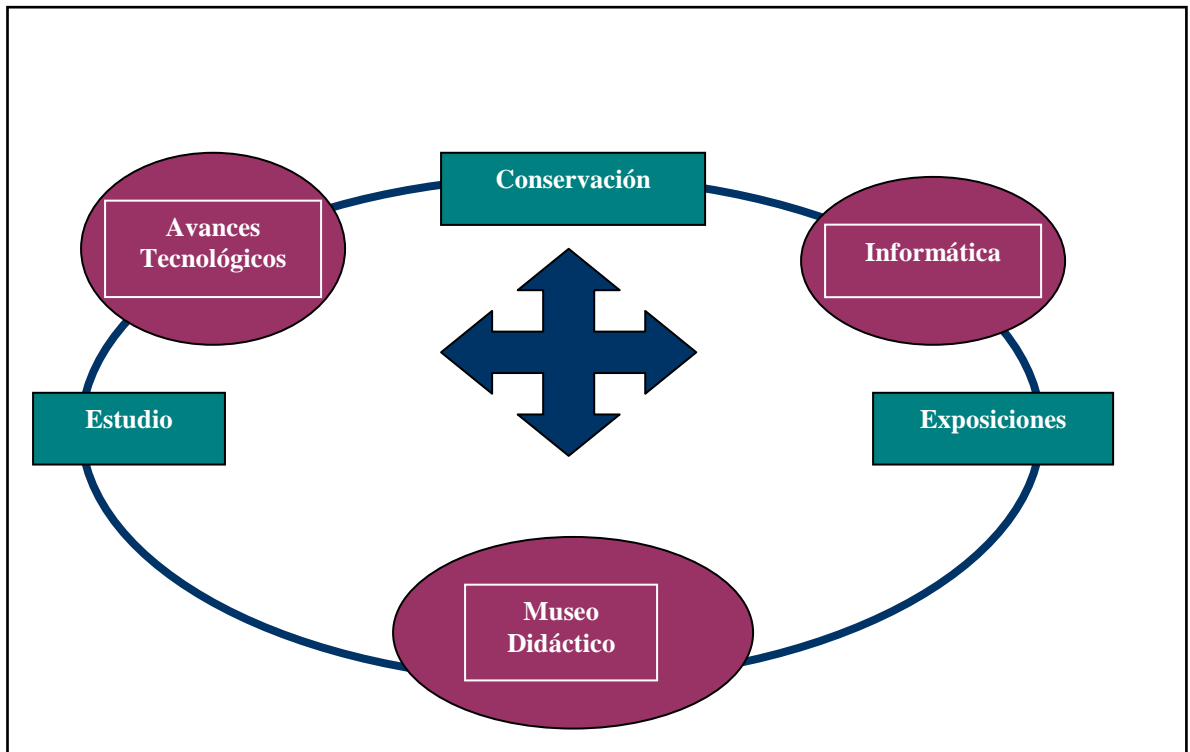 Conservación
Avances
Tecnológicos
Informática
Estudio
Exposiciones
Museo
Didáctico